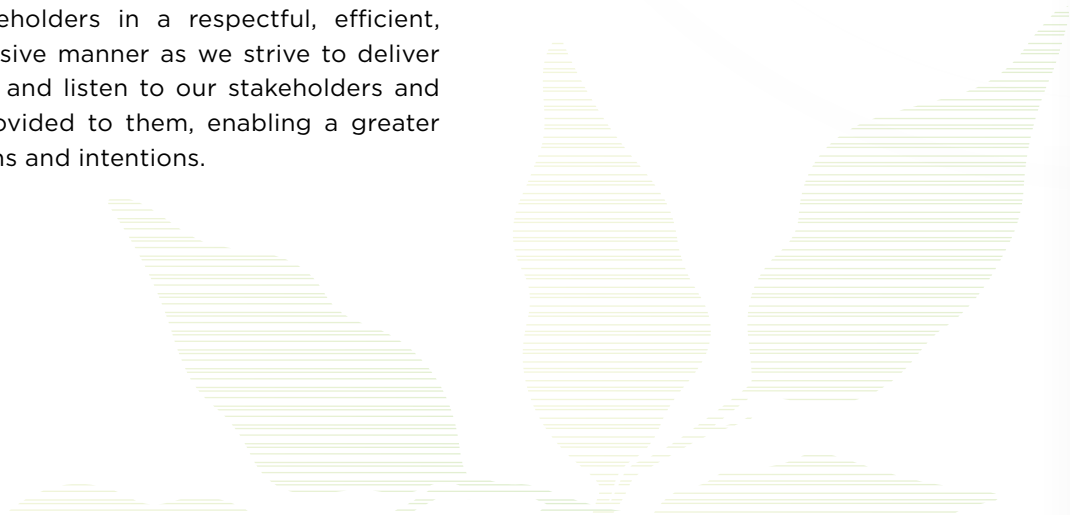 eholders in a respectful, efficient,
sive manner as we strive to deliver
and listen to our stakeholders and
ovided to them, enabling a greater
ns and intentions.